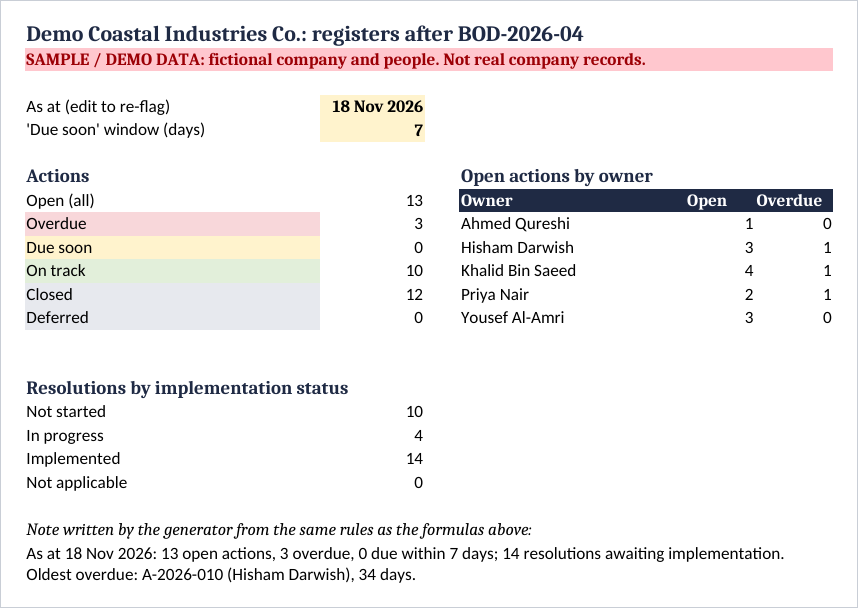 Demo Coastal Industries Co.: registers after BOD-2026-04
SAMPLE / DEMO DATA: fictional company and people. Not real company records.
As at (edit to re-flag) 18 Nov 2026
'Due soon' window (days) 7
Actions
Open (all) 13
Overdue 3
Due soon 0
On track 10
Closed 12
Deferred 0
Open actions by owner
Owner Open Overdue
Ahmed Qureshi 1 0
Hisham Darwish 3 1
Khalid Bin Saeed 4 1
Priya Nair 2 1
Yousef Al-Amri 3 0
Resolutions by implementation status
Not started 10
In progress 4
Implemented 14
Not applicable 0
Note written by the generator from the same rules as the formulas above:
As at 18 Nov 2026: 13 open actions, 3 overdue, 0 due within 7 days; 14 resolutions awaiting implementation.
Oldest overdue: A-2026-010 (Hisham Darwish), 34 days.